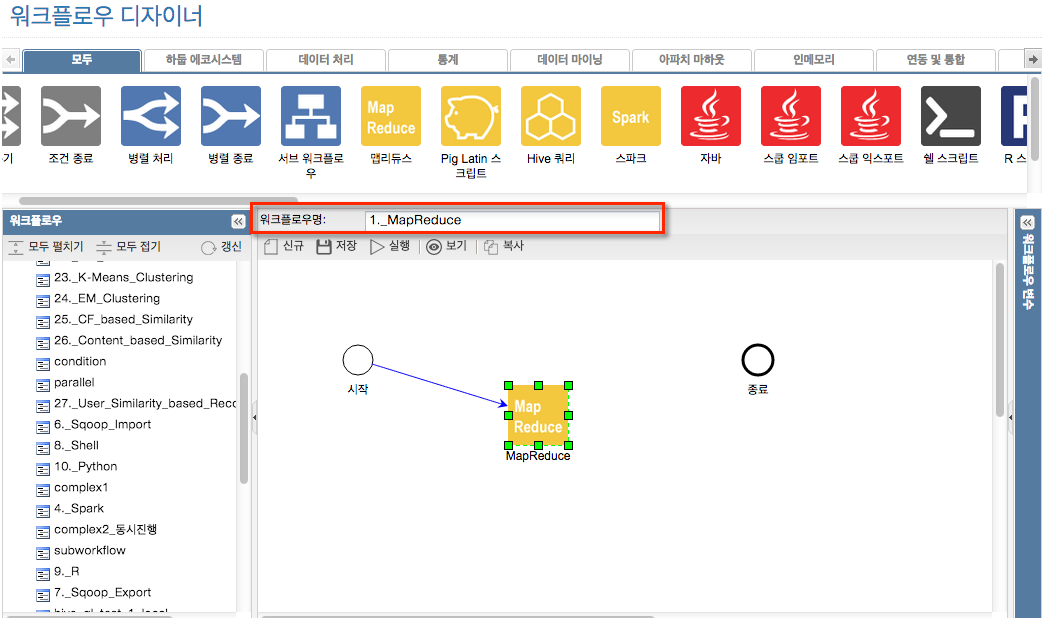 워크플로우 디자이너
모두
하둡 에코시스템
데이터 처리
통계
데이터 마이닝
아파치 마하웃
인메모리
연동 및 통합
Map
Reduce
Spark
기
조건 종료
병렬 처리
병렬 종료
서브 워크플로
우
맵리듀스
Pig Latin 스
크립트
Hive 쿼리
스파크
자바
스쿱 임포트
스쿱 익스포트
쉘 스크립트
R 스
워크플로우
모두 펼치기
모두 접기
갱신
23._K-Means_Clustering
24._EM_Clustering
25._CF_based_Similarity
26._Content_based_Similarity
condition
parallel
27._User_Similarity_based_Reco
6._Sqoop_Import
8._Shell
10._Python
complex1
4._Spark
complex2_동시진행
subworkflow
9._R
7._Sqoop_Export
워크플로우명:
1._MapReduce
신규
저장
실행
보기
복사
시작
Map
Reduce
MapReduce
종료
워크플로우 변수